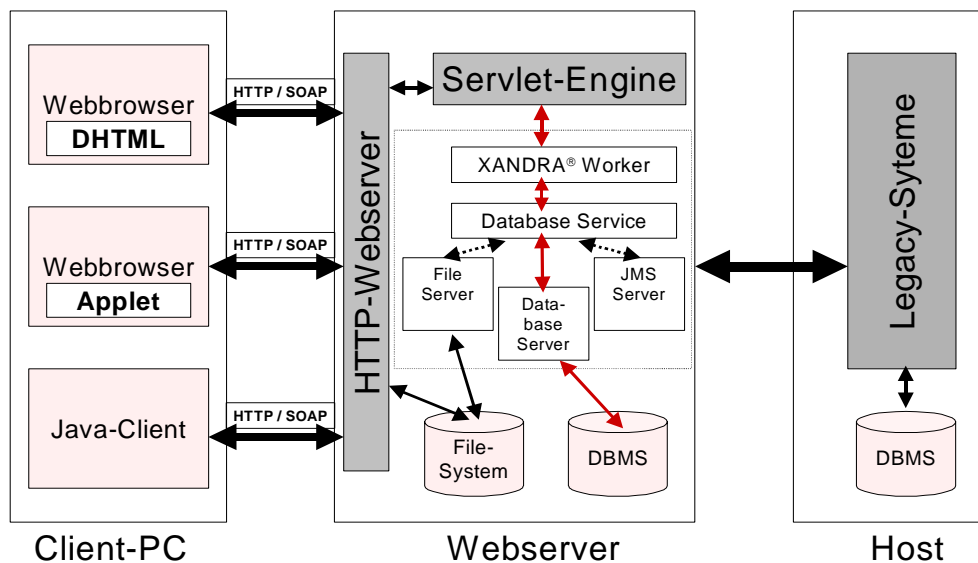 Webbrowser
DHTML
HTTP / SOAP
Webbrowser
Applet
HTTP / SOAP
Java-Client
HTTP / SOAP
Client-PC
HTTP-Webserver
Servlet-Engine
XANDRA® Worker
Database Service
File
Server
Data-
base
Server
JMS
Server
File-
System
DBMS
Webserver
Legacy-Syteme
DBMS
Host